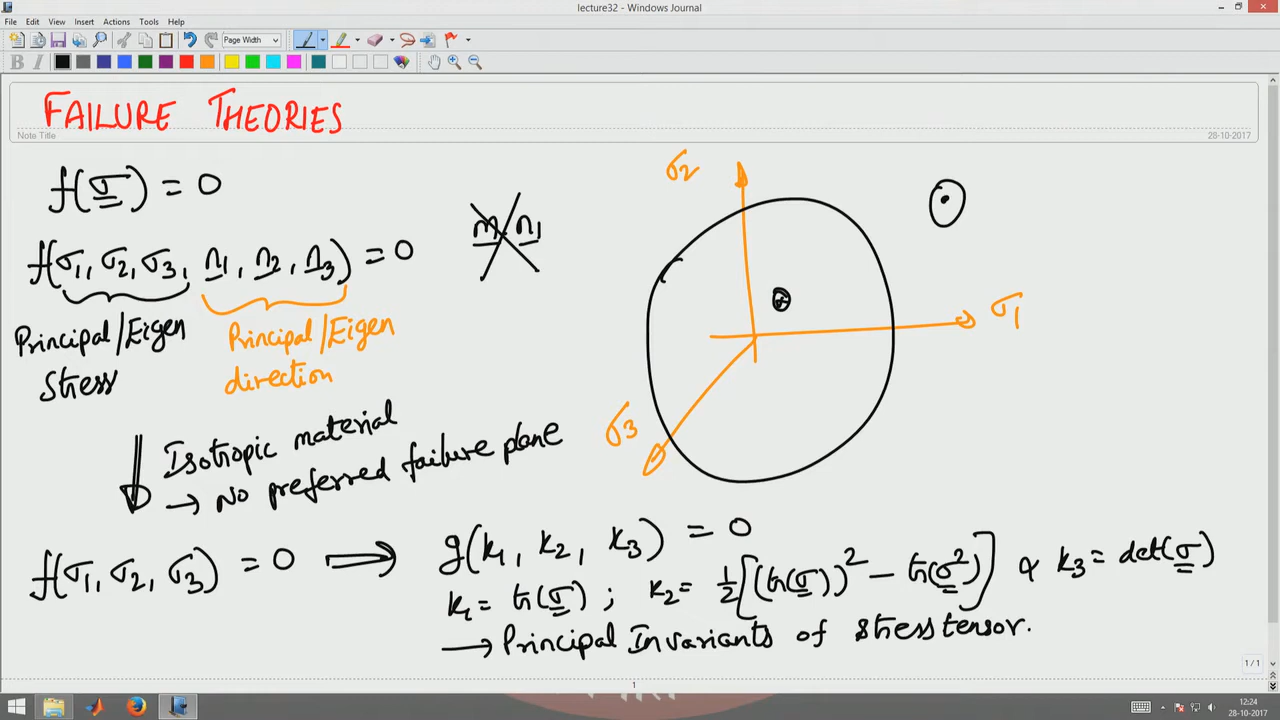 lecture32 - Windows Journal
File Edit View Insert Actions Tools Help
Page Width
B I
FAILURE THEORIES
Note Title
28-10-2017
f(σ) = 0
f(σ1, σ2, σ3, n1, n2, n3) = 0
n1
Principal/Eigen
Stress
Principal/Eigen
direction
σ2
σ1
σ3
Isotropic material
→ No preferred failure plane
f(σ1, σ2, σ3) = 0 ⟹ g(k1, k2, k3) = 0
k1 = tr(σ) ; k2 = 1/2[(tr(σ))² - tr(σ²)] & k3 = det(σ)
→ Principal Invariants of stress tensor.
1/1
1
12:24
28-10-2017